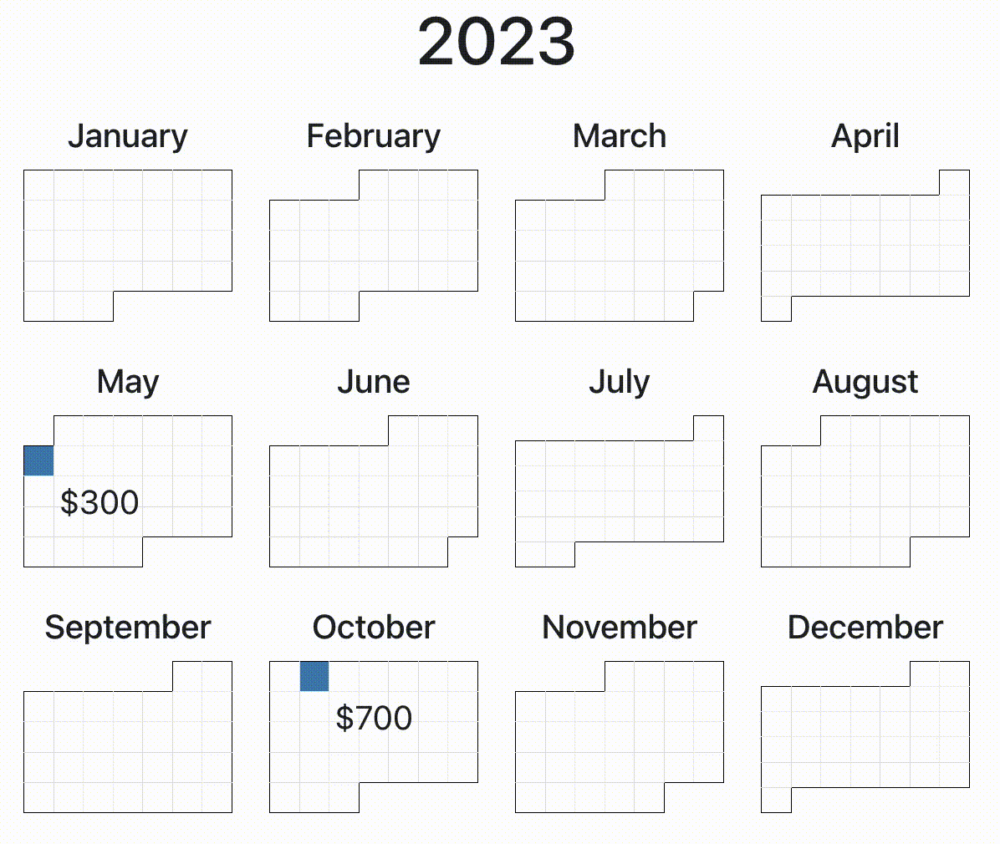 2023
January
February
March
April
May
June
July
August
$300
September
October
November
December
$700